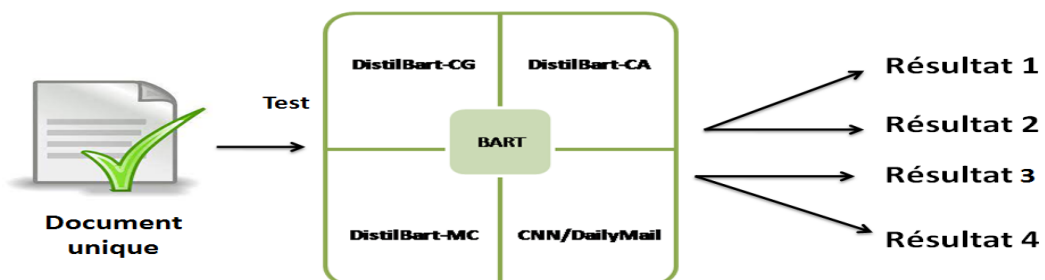 Document
unique
Test
DistilBart-CG
DistilBart-CA
BART
DistilBart-MC
CNN/DailyMail
Résultat 1
Résultat 2
Résultat 3
Résultat 4